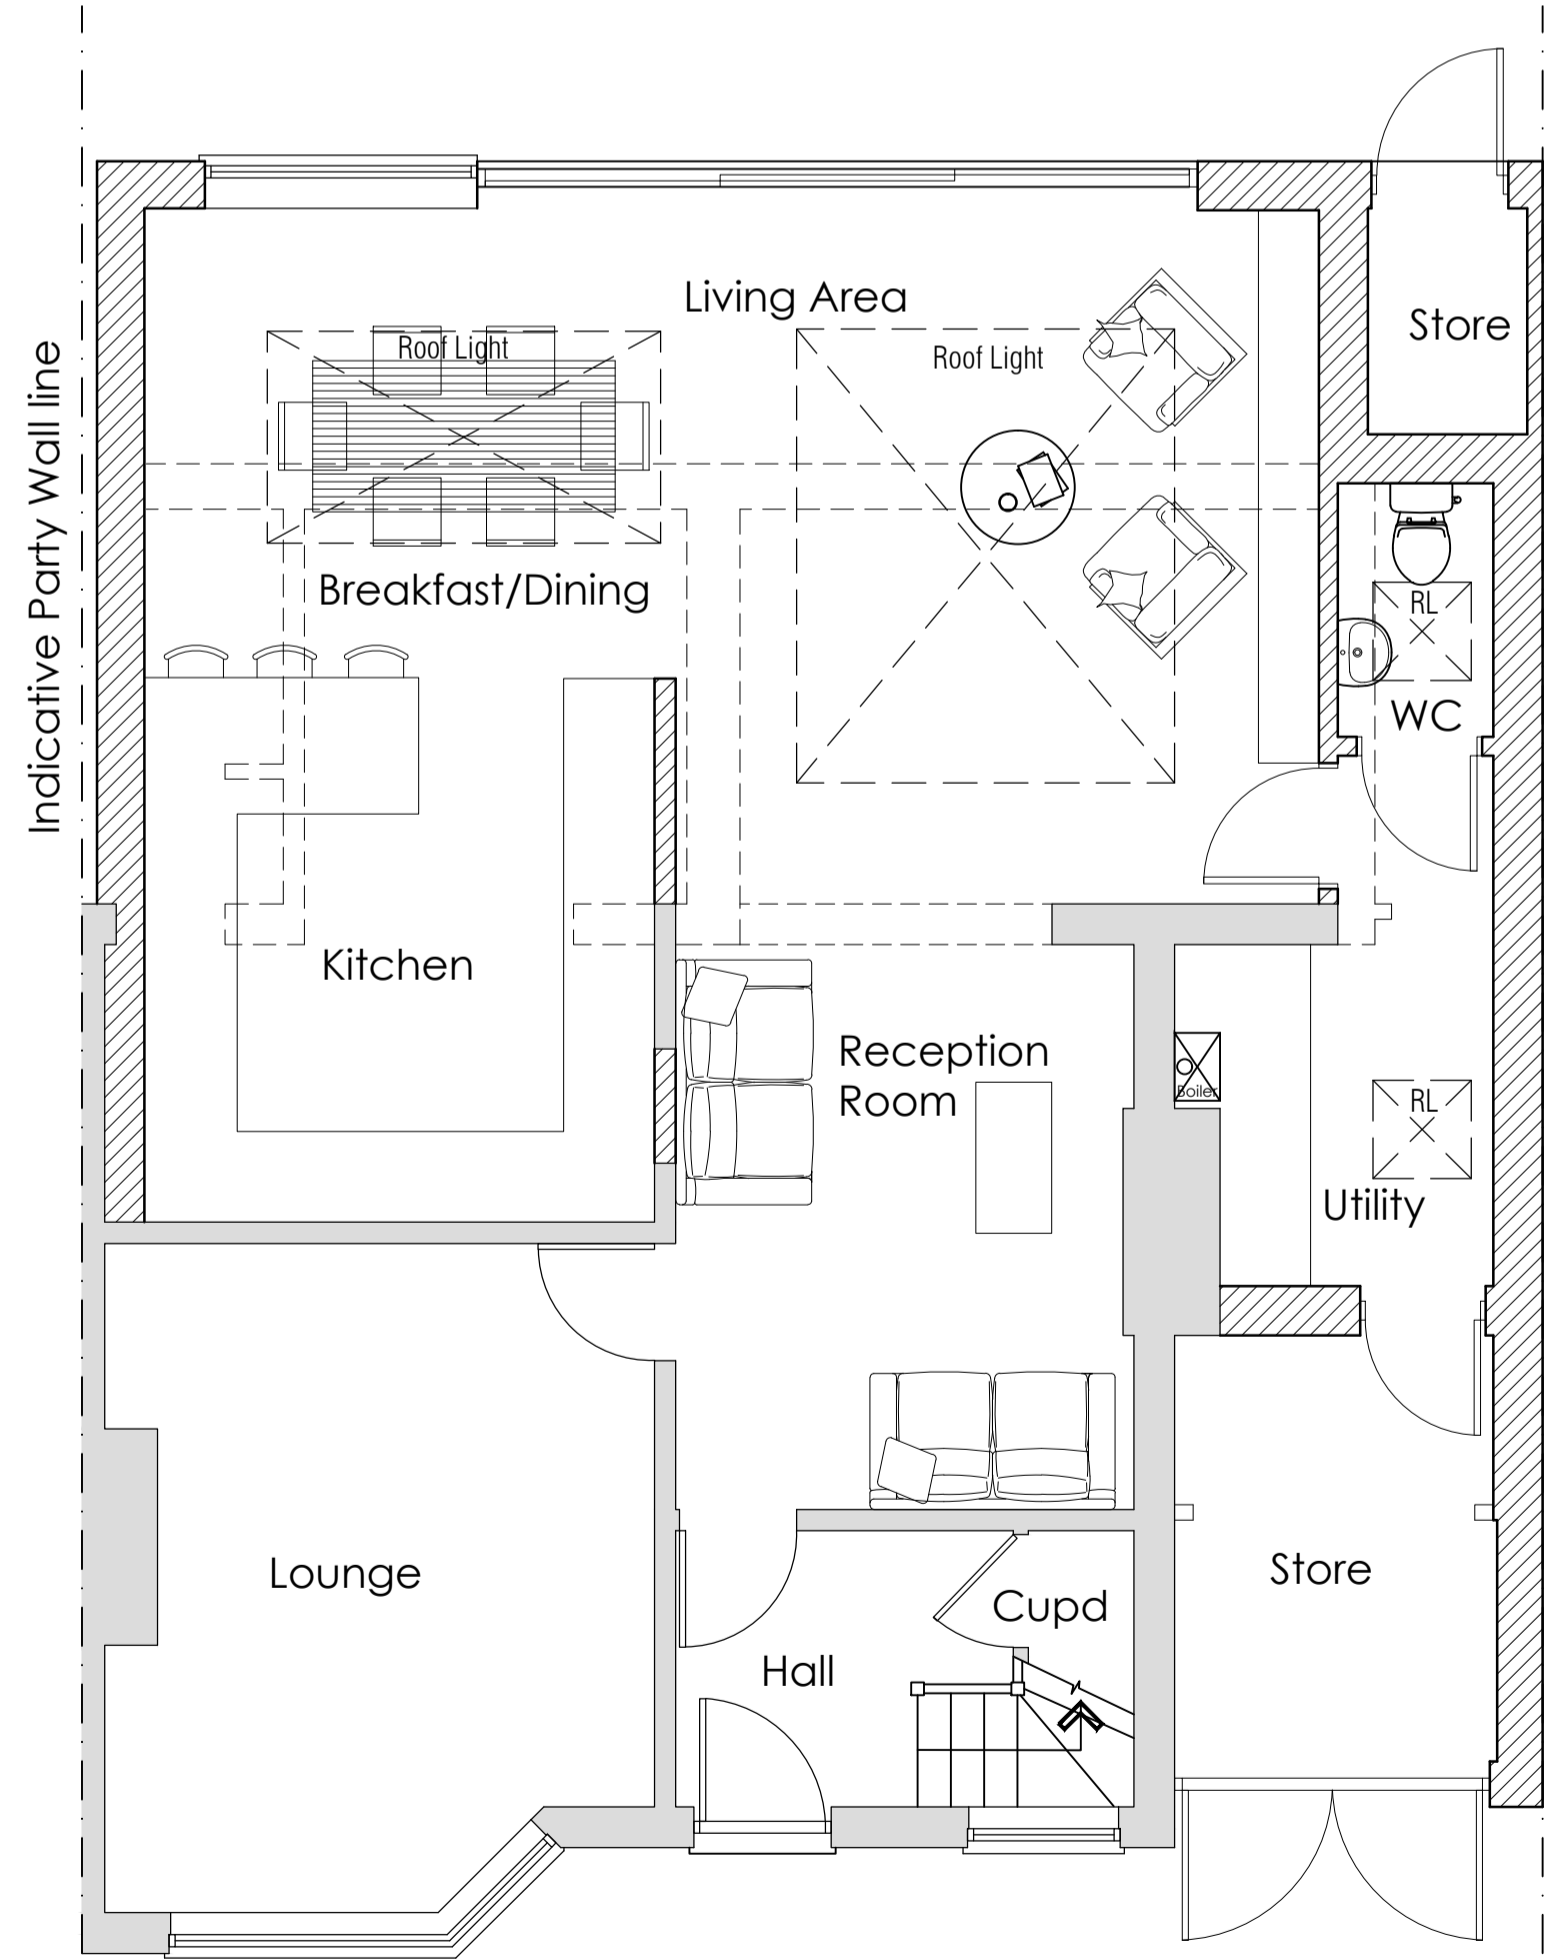 Living Area
Store
Roof Light
Roof Light
Indicative Party Wall line
Breakfast/Dining
RL
WC
Kitchen
Reception
Room
Boiler
RL
Utility
Lounge
Store
Cupd
Hall